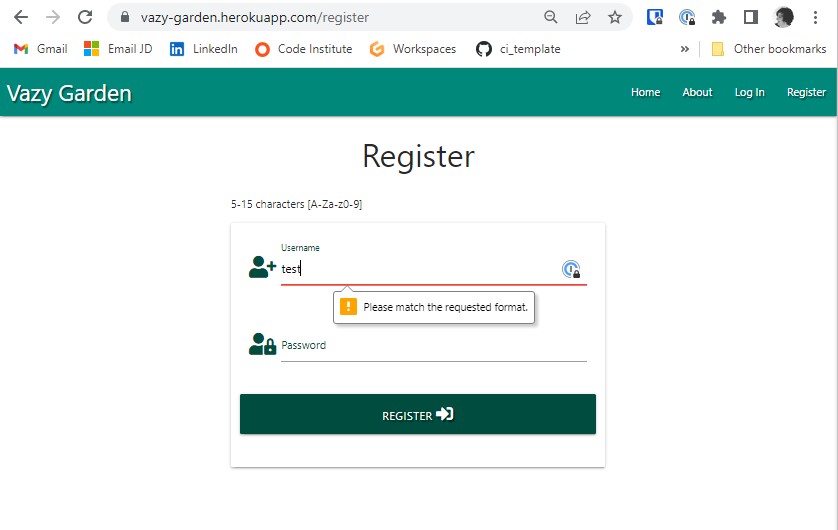 vazy-garden.herokuapp.com/register
Gmail Email JD LinkedIn Code Institute Workspaces ci_template » Other bookmarks
Vazy Garden Home About Log In Register
Register
5-15 characters [A-Za-z0-9]
Username
test
Please match the requested format.
Password
REGISTER